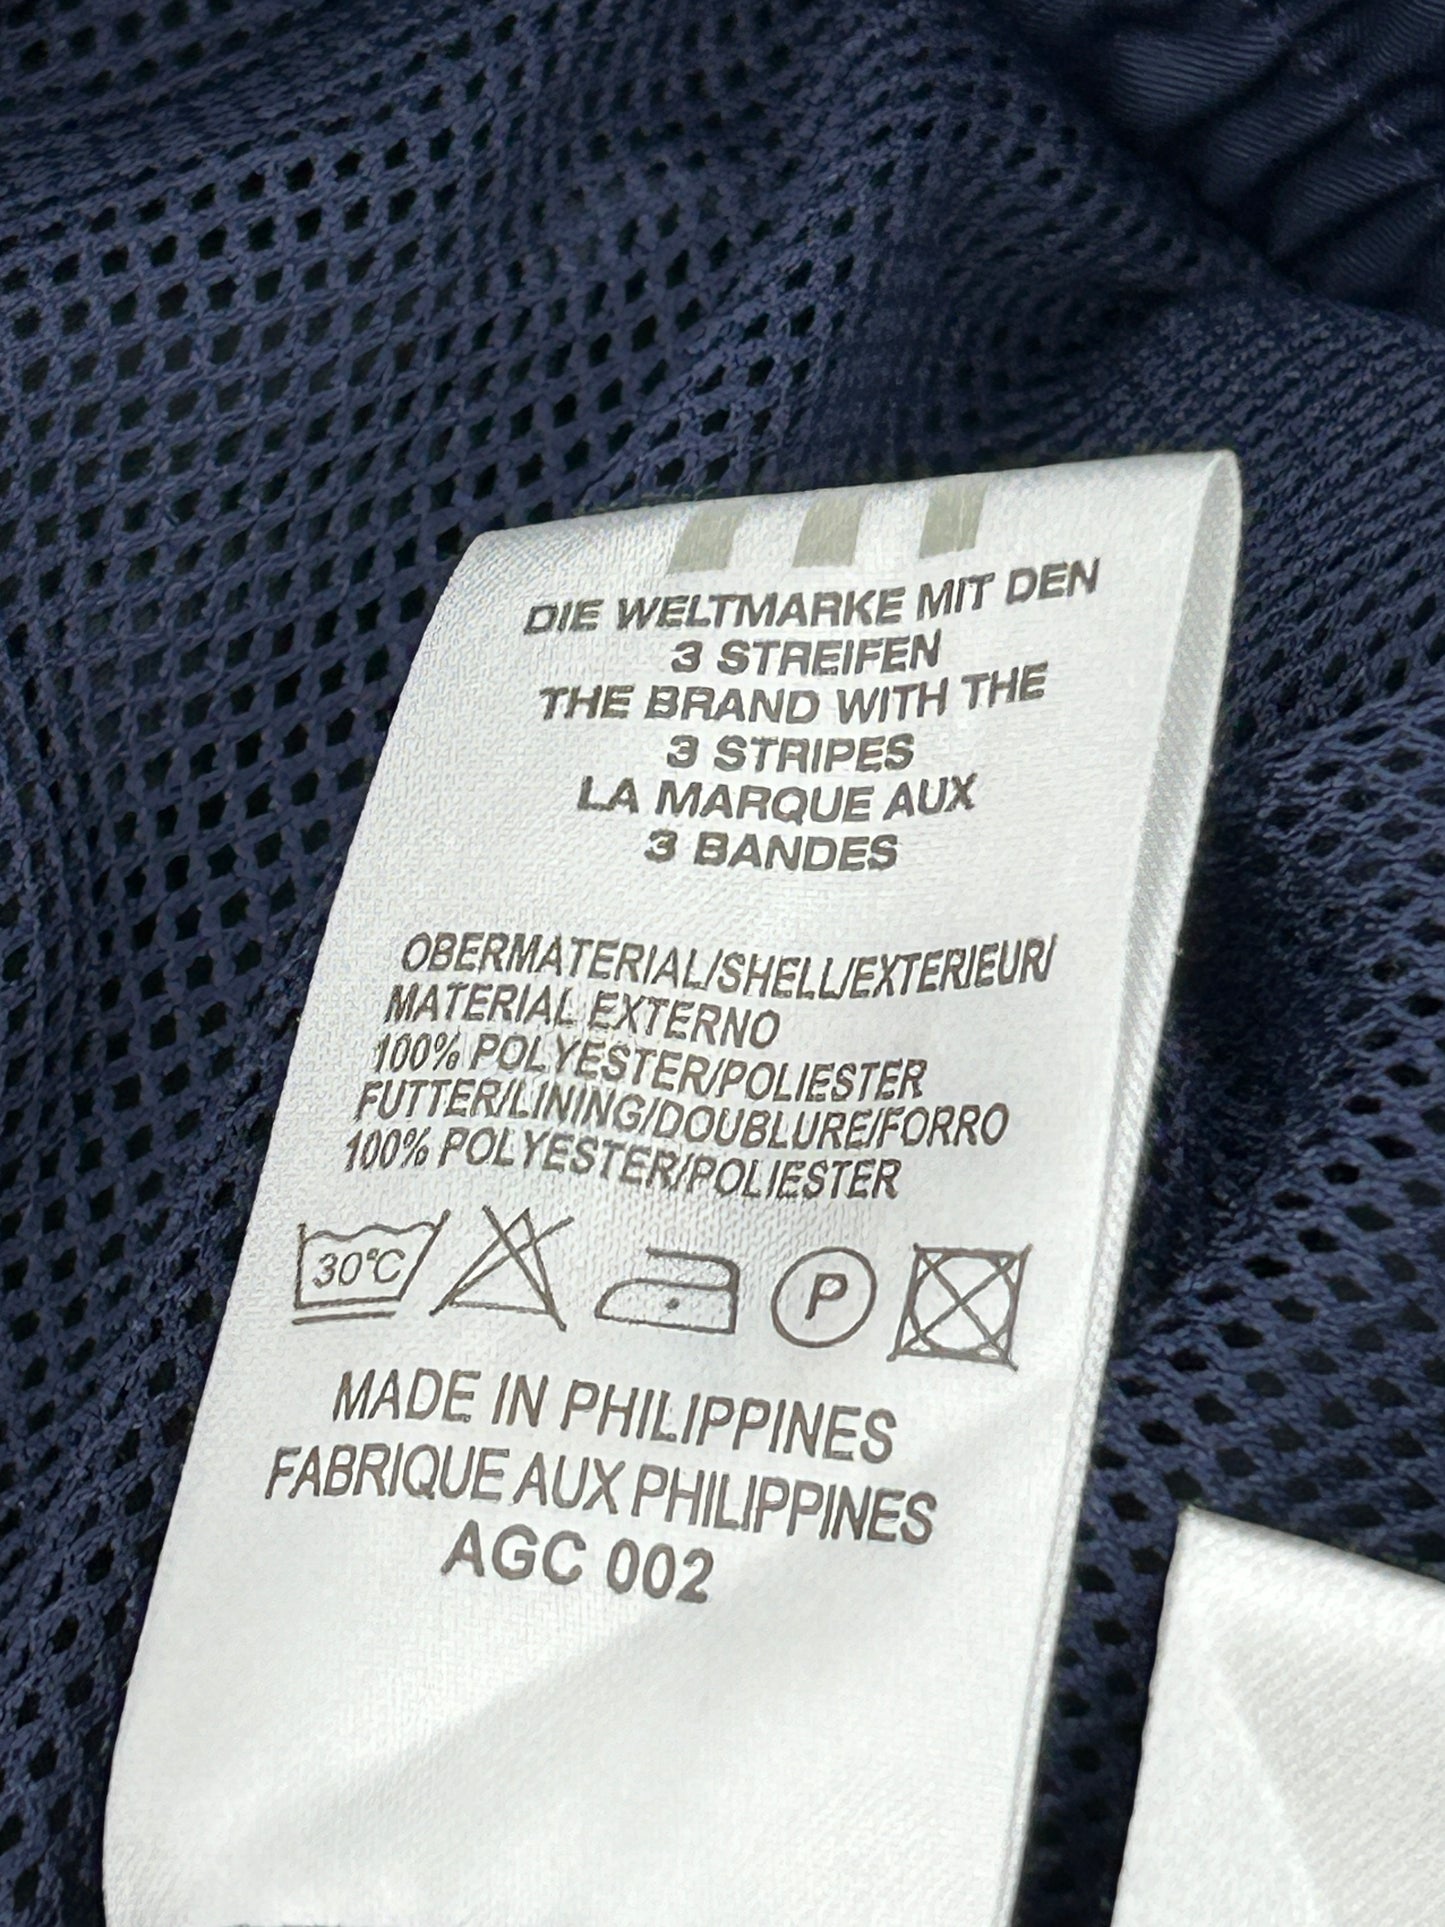 DIE WELTMARKE MIT DEN
3 STREIFEN
THE BRAND WITH THE
3 STRIPES
LA MARQUE AUX
3 BANDES
OBERMATERIAL/SHELL/EXTERIEUR/
MATERIAL EXTERNO
100% POLYESTER/POLIESTER
FUTTER/LINING/DOUBLURE/FORRO
100% POLYESTER/POLIESTER
30°C P
MADE IN PHILIPPINES
FABRIQUE AUX PHILIPPINES
AGC 002